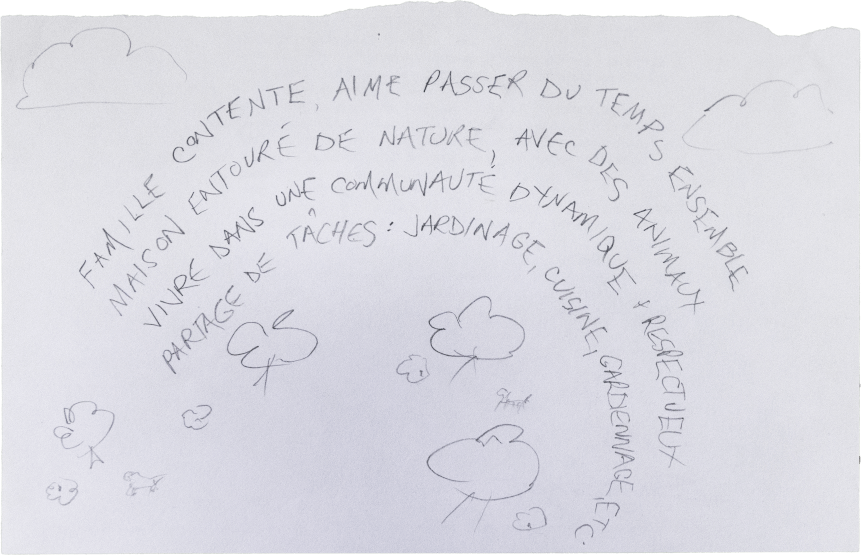 FAMILLE CONTENTE, AIME PASSER DU TEMPS ENSEMBLE
MAISON ENTOURÉ DE NATURE, AVEC DES ANIMAUX
VIVRE DANS UNE COMMUNAUTÉ DYNAMIQUE + RESPECTUEUX
PARTAGE DE TÂCHES : JARDINAGE, CUISINE, GARDIENNAGE, ETC.